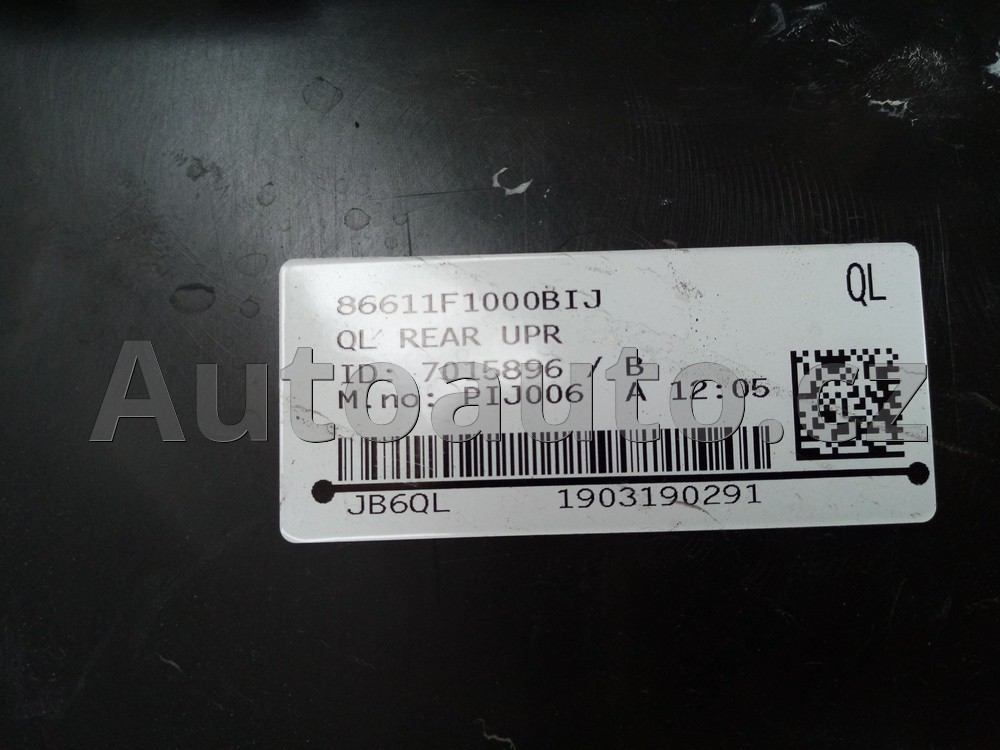 86611F1000BIJ
QL
QL REAR UPR
ID: 7015896 / B
M.no: PIJ006 A 12:05
JB6QL 1903190291
Autoauto.cz